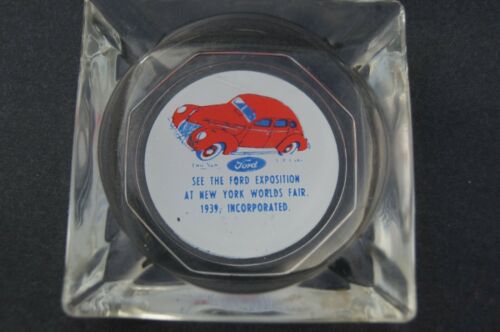 Ford
SEE THE FORD EXPOSITION
AT NEW YORK WORLDS FAIR.
1939, INCORPORATED.